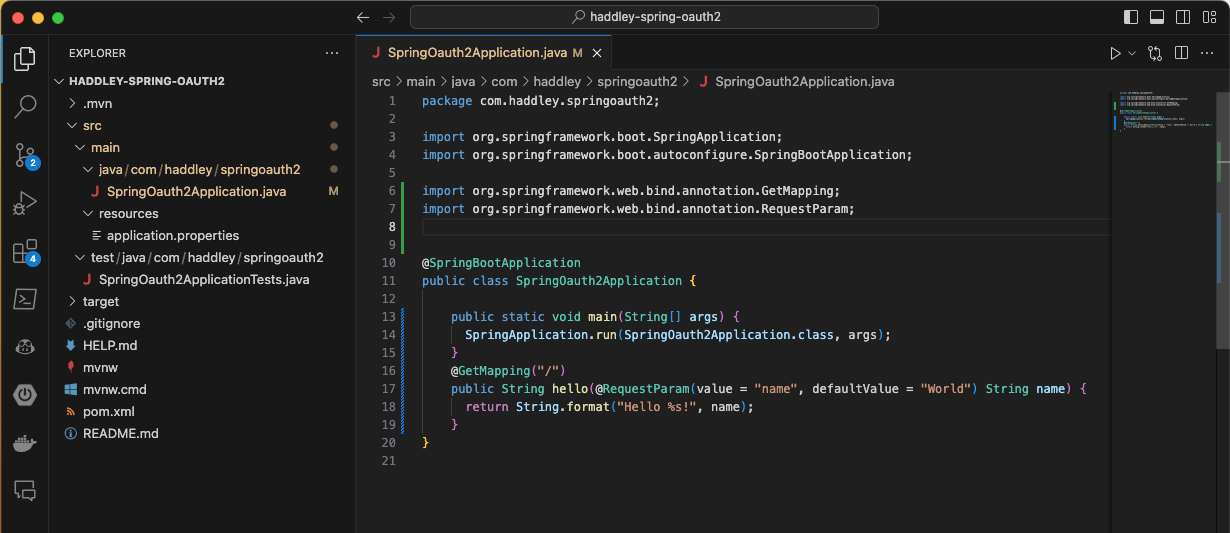 haddley-spring-oauth2
EXPLORER
HADDLEY-SPRING-OAUTH2
.mvn
src
main
java/com/haddley/springoauth2
SpringOauth2Application.java M
resources
application.properties
test/java/com/haddley/springoauth2
SpringOauth2ApplicationTests.java
target
.gitignore
HELP.md
mvnw
mvnw.cmd
pom.xml
README.md
2
4
SpringOauth2Application.java M
src > main > java > com > haddley > springoauth2 > SpringOauth2Application.java
1 package com.haddley.springoauth2;
2
3 import org.springframework.boot.SpringApplication;
4 import org.springframework.boot.autoconfigure.SpringBootApplication;
5
6 import org.springframework.web.bind.annotation.GetMapping;
7 import org.springframework.web.bind.annotation.RequestParam;
8
9
10 @SpringBootApplication
11 public class SpringOauth2Application {
12
13 public static void main(String[] args) {
14 SpringApplication.run(SpringOauth2Application.class, args);
15 }
16 @GetMapping("/")
17 public String hello(@RequestParam(value = "name", defaultValue = "World") String name) {
18 return String.format("Hello %s!", name);
19 }
20 }
21